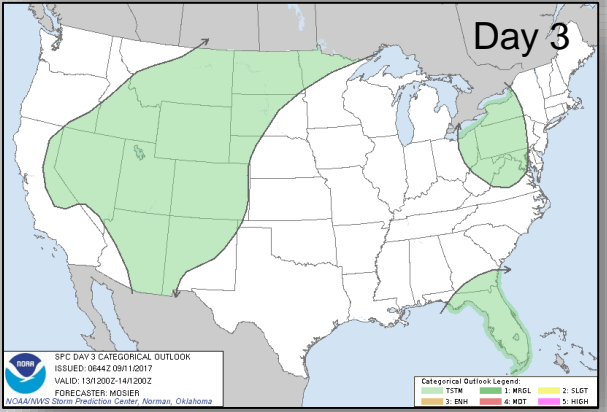 Day 3
NOAA
SPC DAY 3 CATEGORICAL OUTLOOK
ISSUED: 0644Z 09/11/2017
VALID: 13/1200Z-14/1200Z
FORECASTER: MOSIER
NOAA/NWS Storm Prediction Center, Norman, Oklahoma
Categorical Outlook Legend:
TSTM 1: MRGL 2: SLGT
3: ENH 4: MDT 5: HIGH